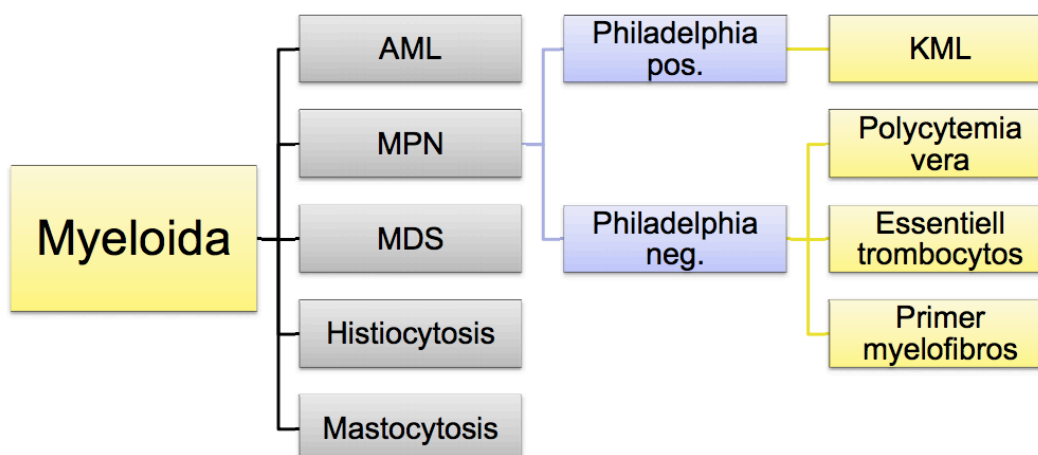 Myeloida
AML
MPN
MDS
Histiocytosis
Mastocytosis
Philadelphia
pos.
Philadelphia
neg.
KML
Polycytemia
vera
Essentiell
trombocytos
Primer
myelofibros